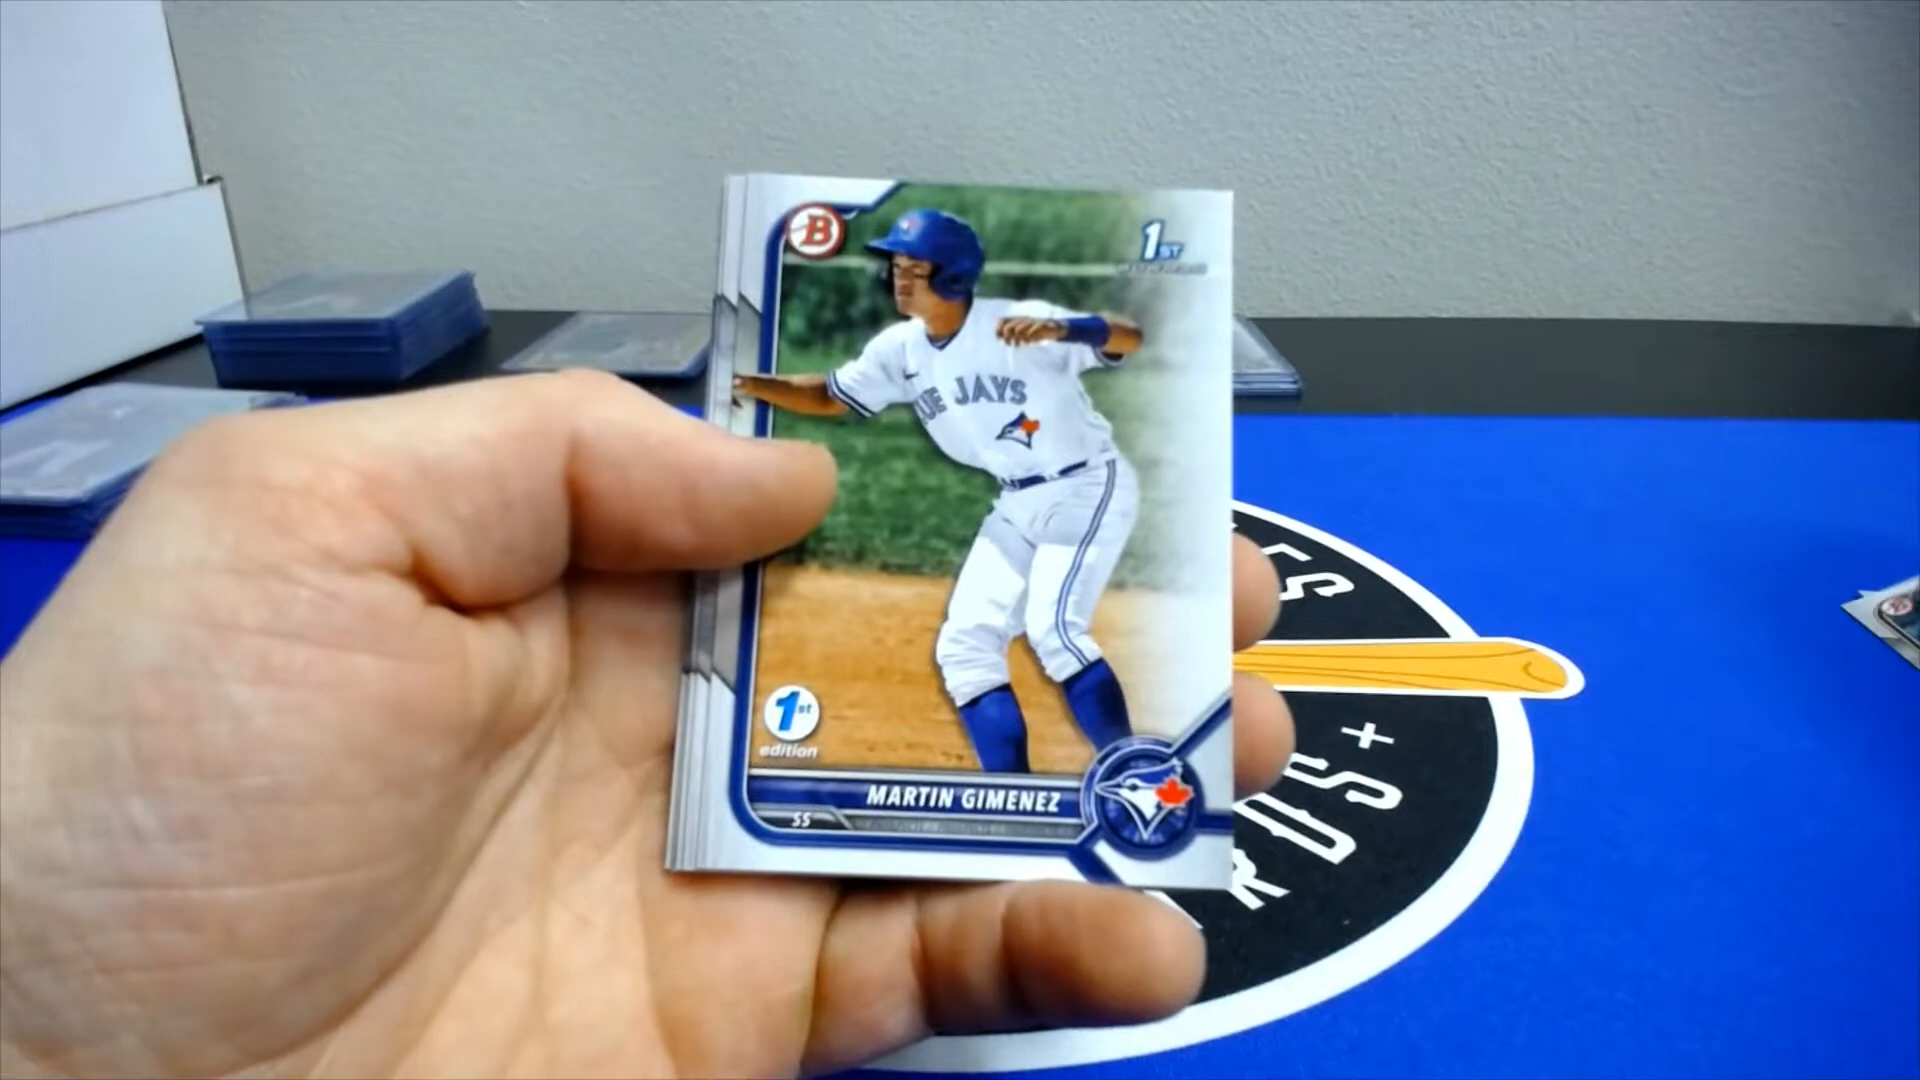 B
1ST
BLUE JAYS
1st
edition
MARTIN GIMENEZ
SS